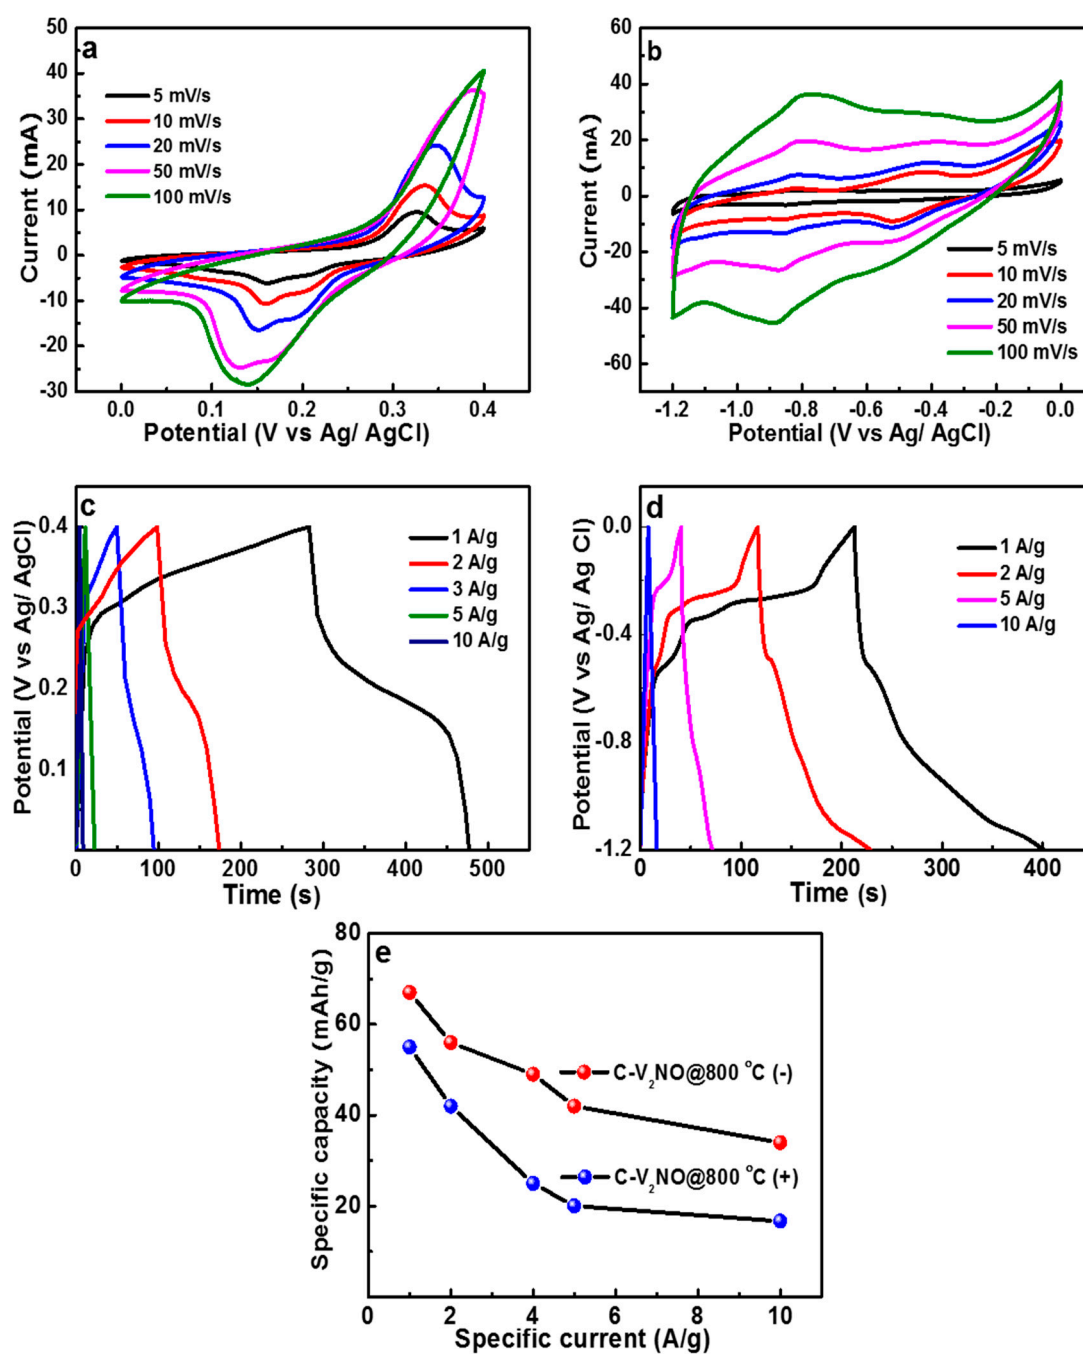 a
50
40
30
20
10
0
-10
-20
-30
Current (mA)
5 mV/s
10 mV/s
20 mV/s
50 mV/s
100 mV/s
0.0 0.1 0.2 0.3 0.4
Potential (V vs Ag/ AgCl)
b
60
40
20
0
-20
-40
-60
Current (mA)
5 mV/s
10 mV/s
20 mV/s
50 mV/s
100 mV/s
-1.2 -1.0 -0.8 -0.6 -0.4 -0.2 0.0
Potential (V vs Ag/ AgCl)
c
0.4
0.3
0.2
0.1
Potential (V vs Ag/ AgCl)
1 A/g
2 A/g
3 A/g
5 A/g
10 A/g
0 100 200 300 400 500
Time (s)
d
0.0
-0.4
-0.8
-1.2
Potential (V vs Ag/ Ag Cl)
1 A/g
2 A/g
5 A/g
10 A/g
0 100 200 300 400
Time (s)
e
80
60
40
20
Specific capacity (mAh/g)
C-V₂NO@800 °C (-)
C-V₂NO@800 °C (+)
0 2 4 6 8 10
Specific current (A/g)